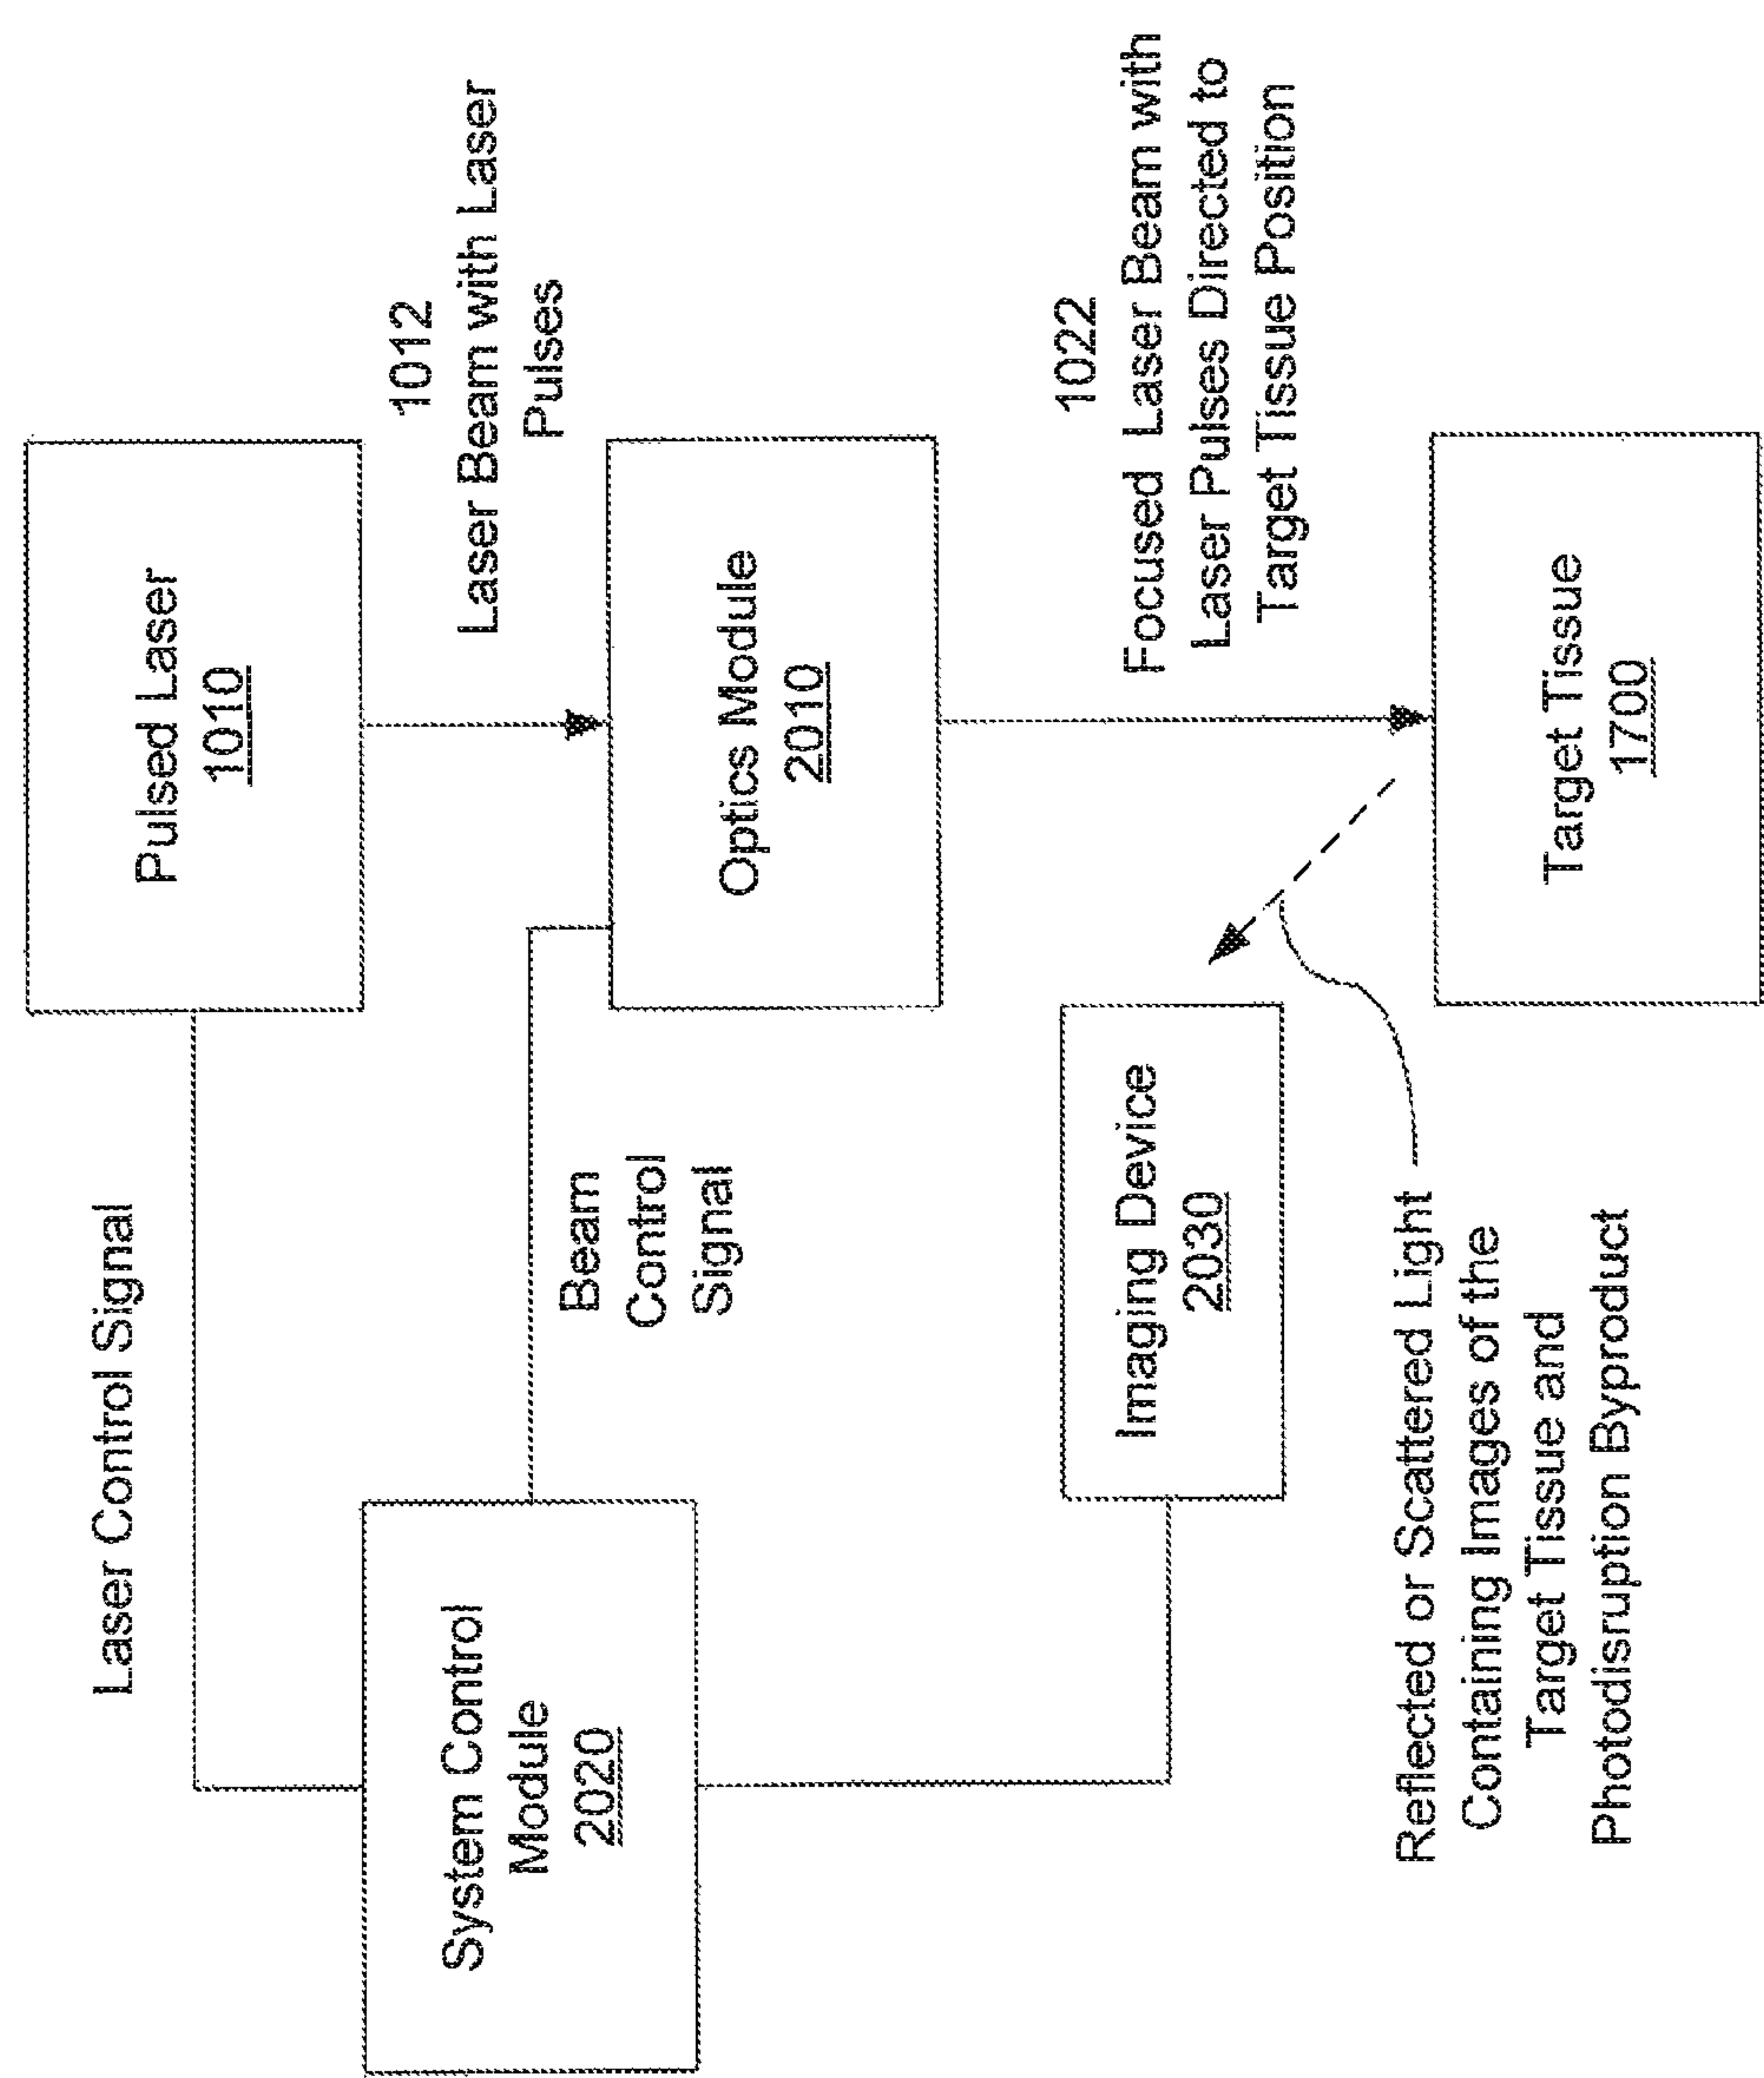 Laser Control Signal
Pulsed Laser
1010
1012
Laser Beam with Laser
Pulses
System Control
Module
2020
Beam
Control
Signal
Optics Module
2010
1022
Focused Laser Beam with
Laser Pulses Directed to
Target Tissue Position
Imaging Device
2030
Reflected or Scattered Light
Containing Images of the
Target Tissue and
Photodisruption Byproduct
Target Tissue
1700